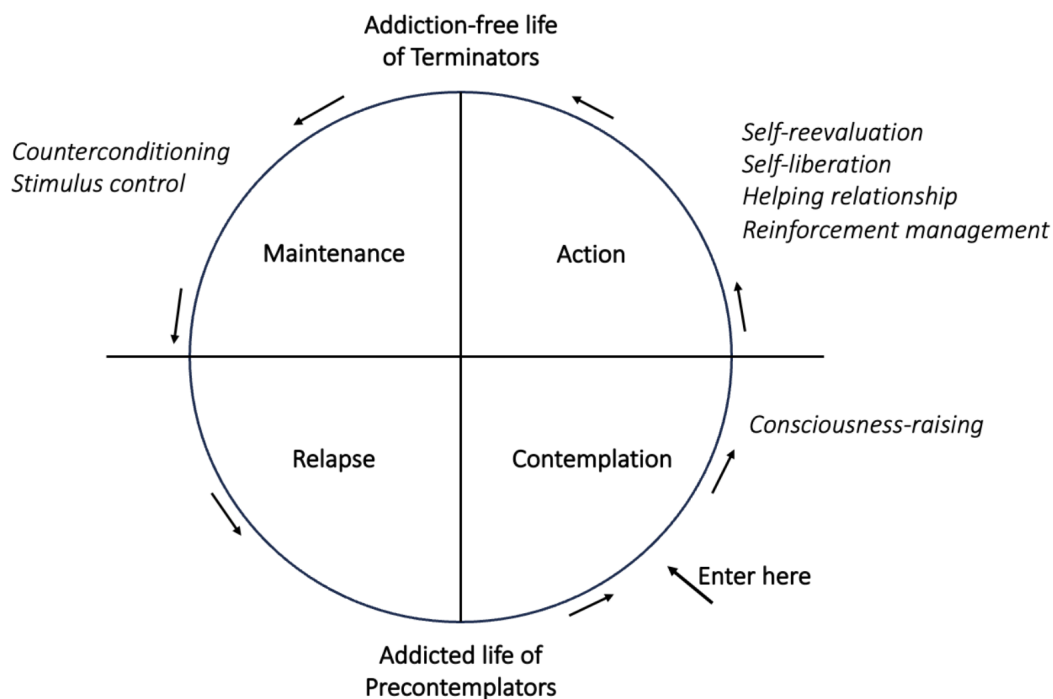 Addiction-free life
of Terminators
Counterconditioning
Stimulus control
Self-reevaluation
Self-liberation
Helping relationship
Reinforcement management
Maintenance
Action
Relapse
Contemplation
Consciousness-raising
Enter here
Addicted life of
Precontemplators